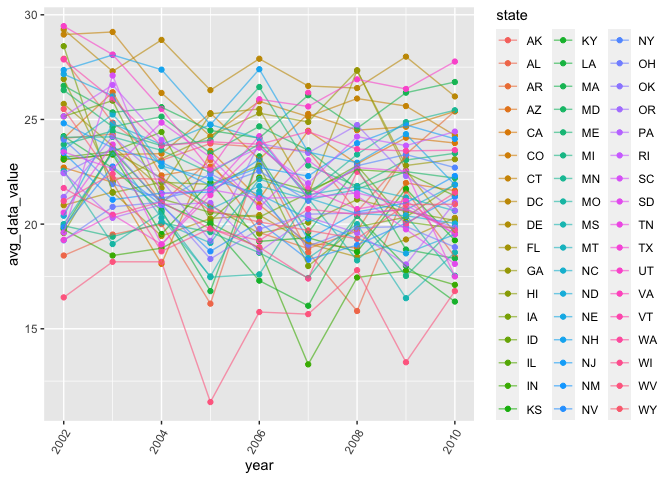 30
25
20
15
avg_data_value
2002
2004
2006
2008
2010
year
state
AK KY NY
AL LA OH
AR MA OK
AZ MD OR
CA ME PA
CO MI RI
CT MN SC
DC MO SD
DE MS TN
FL MT TX
GA NC UT
HI ND VA
IA NE VT
ID NH WA
IL NJ WI
IN NM WV
KS NV WY